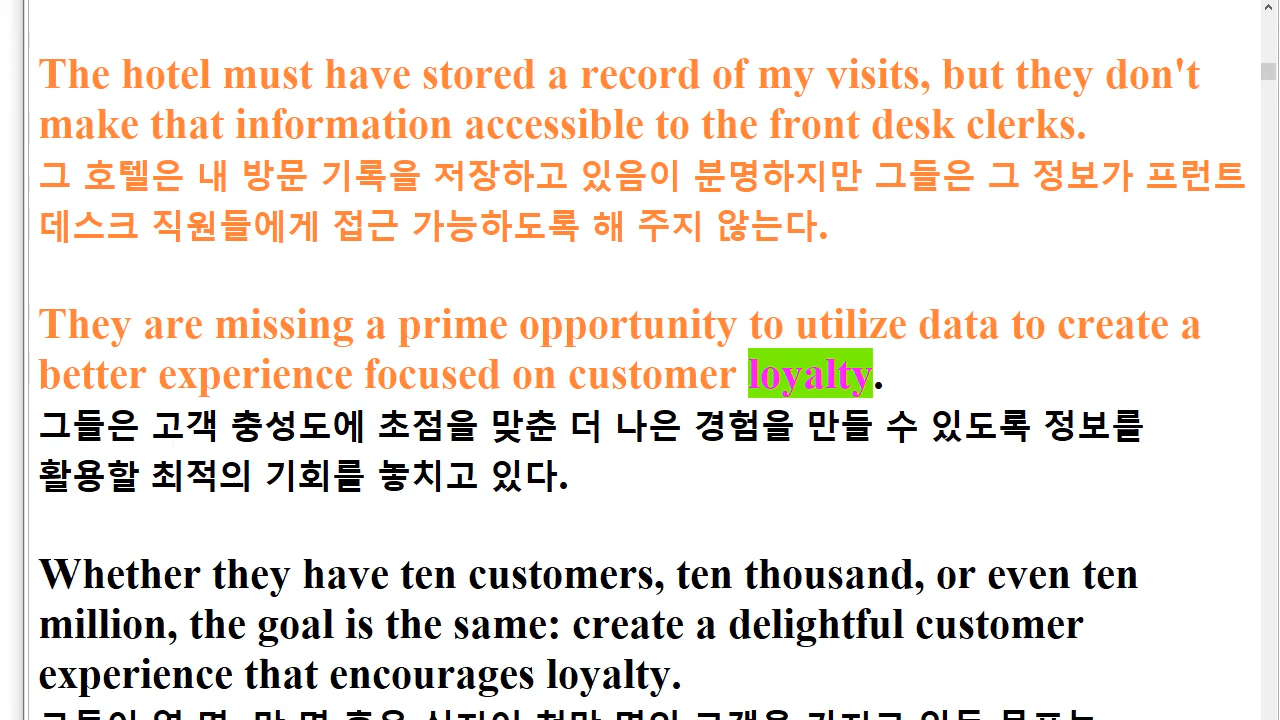 The hotel must have stored a record of my visits, but they don't
make that information accessible to the front desk clerks.
그 호텔은 내 방문 기록을 저장하고 있음이 분명하지만 그들은 그 정보가 프런트
데스크 직원들에게 접근 가능하도록 해 주지 않는다.
They are missing a prime opportunity to utilize data to create a
better experience focused on customer loyalty.
그들은 고객 충성도에 초점을 맞춘 더 나은 경험을 만들 수 있도록 정보를
활용할 최적의 기회를 놓치고 있다.
Whether they have ten customers, ten thousand, or even ten
million, the goal is the same: create a delightful customer
experience that encourages loyalty.